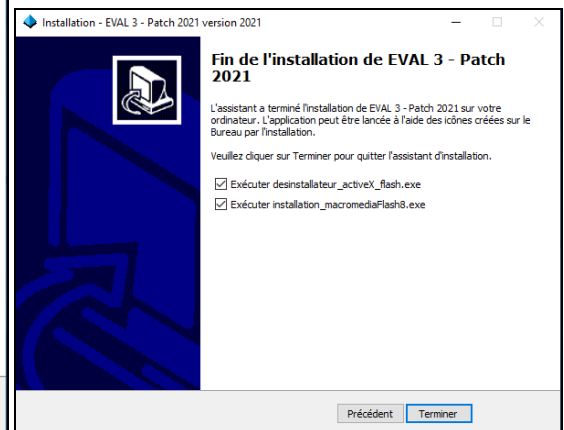 Installation - EVAL 3 - Patch 2021 version 2021
Fin de l'installation de EVAL 3 - Patch
2021
L'assistant a terminé l'installation de EVAL 3 - Patch 2021 sur votre
ordinateur. L'application peut être lancée à l'aide des icônes créées sur le
Bureau par l'installation.
Veuillez cliquer sur Terminer pour quitter l'assistant d'installation.
Exécuter desinstallateur_activeX_flash.exe
Exécuter installation_macromediaFlash8.exe
Précédent Terminer